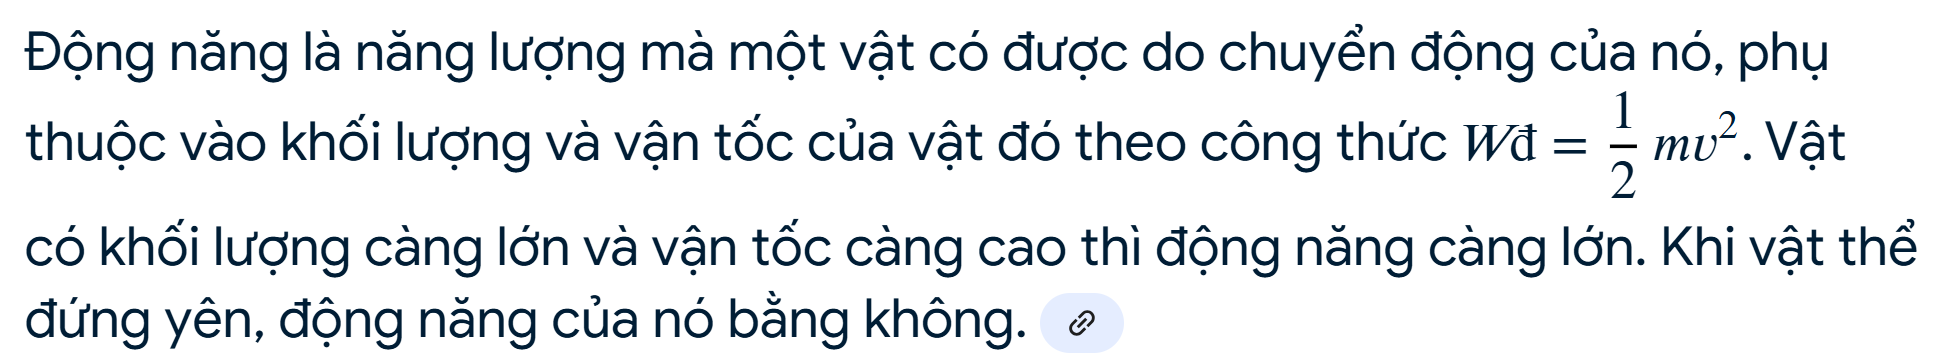 Động năng là năng lượng mà một vật có được do chuyển động của nó, phụ
thuộc vào khối lượng và vận tốc của vật đó theo công thức Wđ = 1/2 mv². Vật
có khối lượng càng lớn và vận tốc càng cao thì động năng càng lớn. Khi vật thể
đứng yên, động năng của nó bằng không.